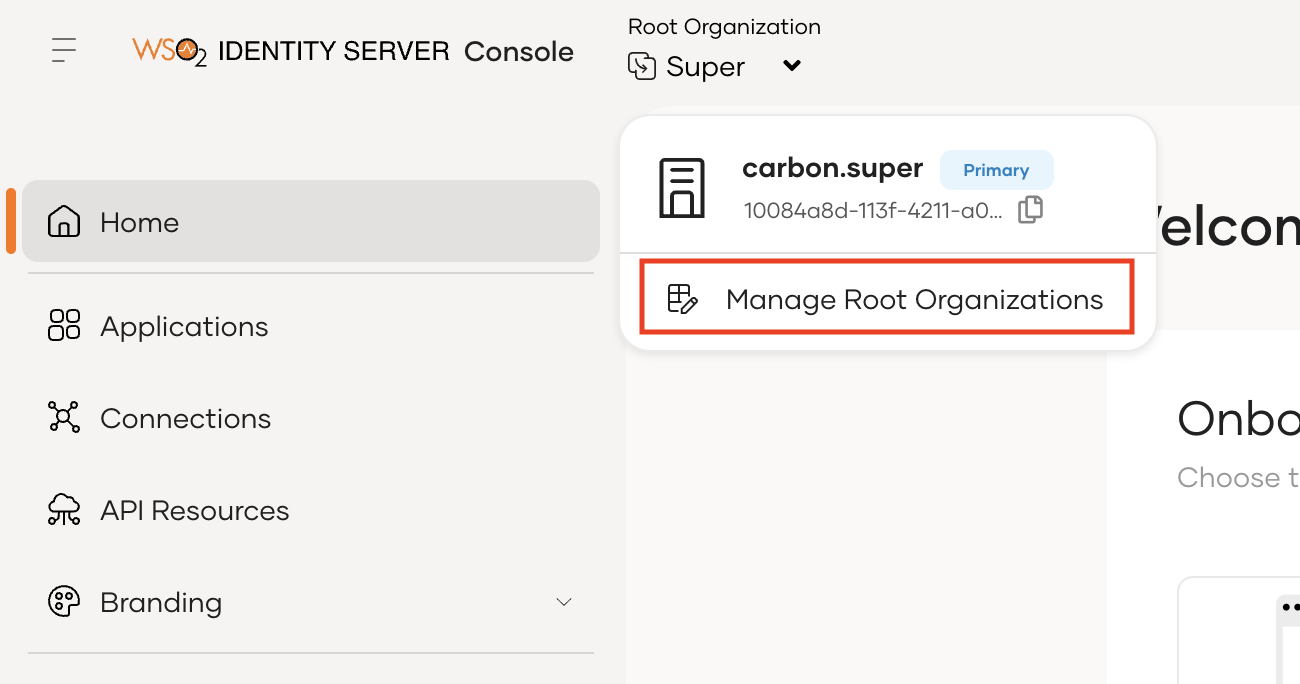 WSO2 IDENTITY SERVER Console
Root Organization
Super
carbon.super Primary
10084a8d-113f-4211-a0...
Manage Root Organizations
Home
Applications
Connections
API Resources
Branding
elcom
Onbo
Choose t